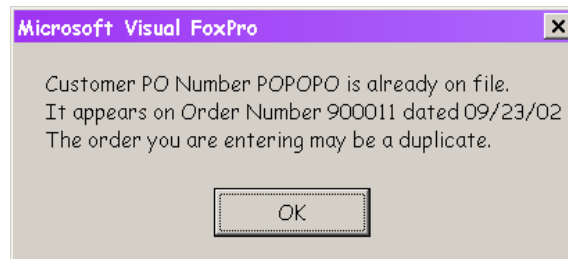 Microsoft Visual FoxPro
Customer PO Number POPOPO is already on file.
It appears on Order Number 900011 dated 09/23/02
The order you are entering may be a duplicate.
OK